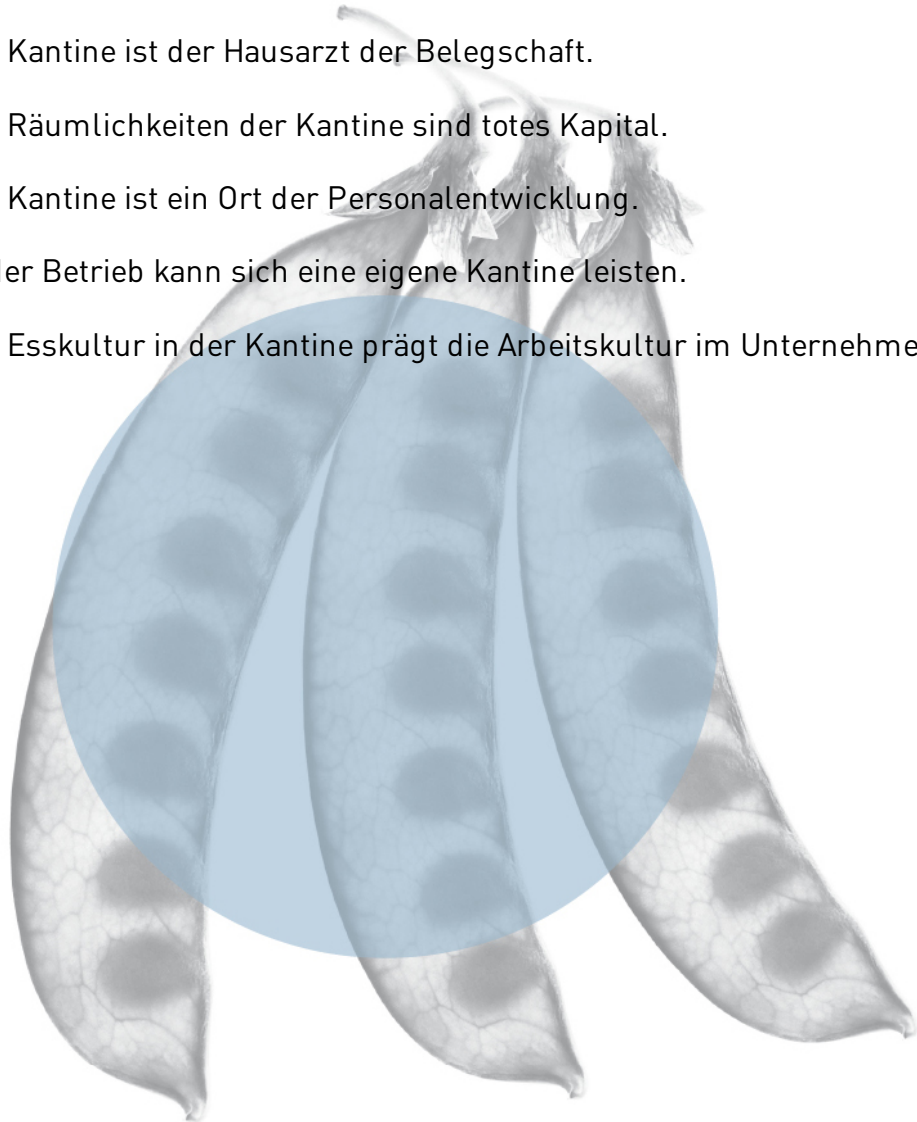 Kantine ist der Hausarzt der Belegschaft.
Räumlichkeiten der Kantine sind totes Kapital.
Kantine ist ein Ort der Personalentwicklung.
der Betrieb kann sich eine eigene Kantine leisten.
Esskultur in der Kantine prägt die Arbeitskultur im Unternehme